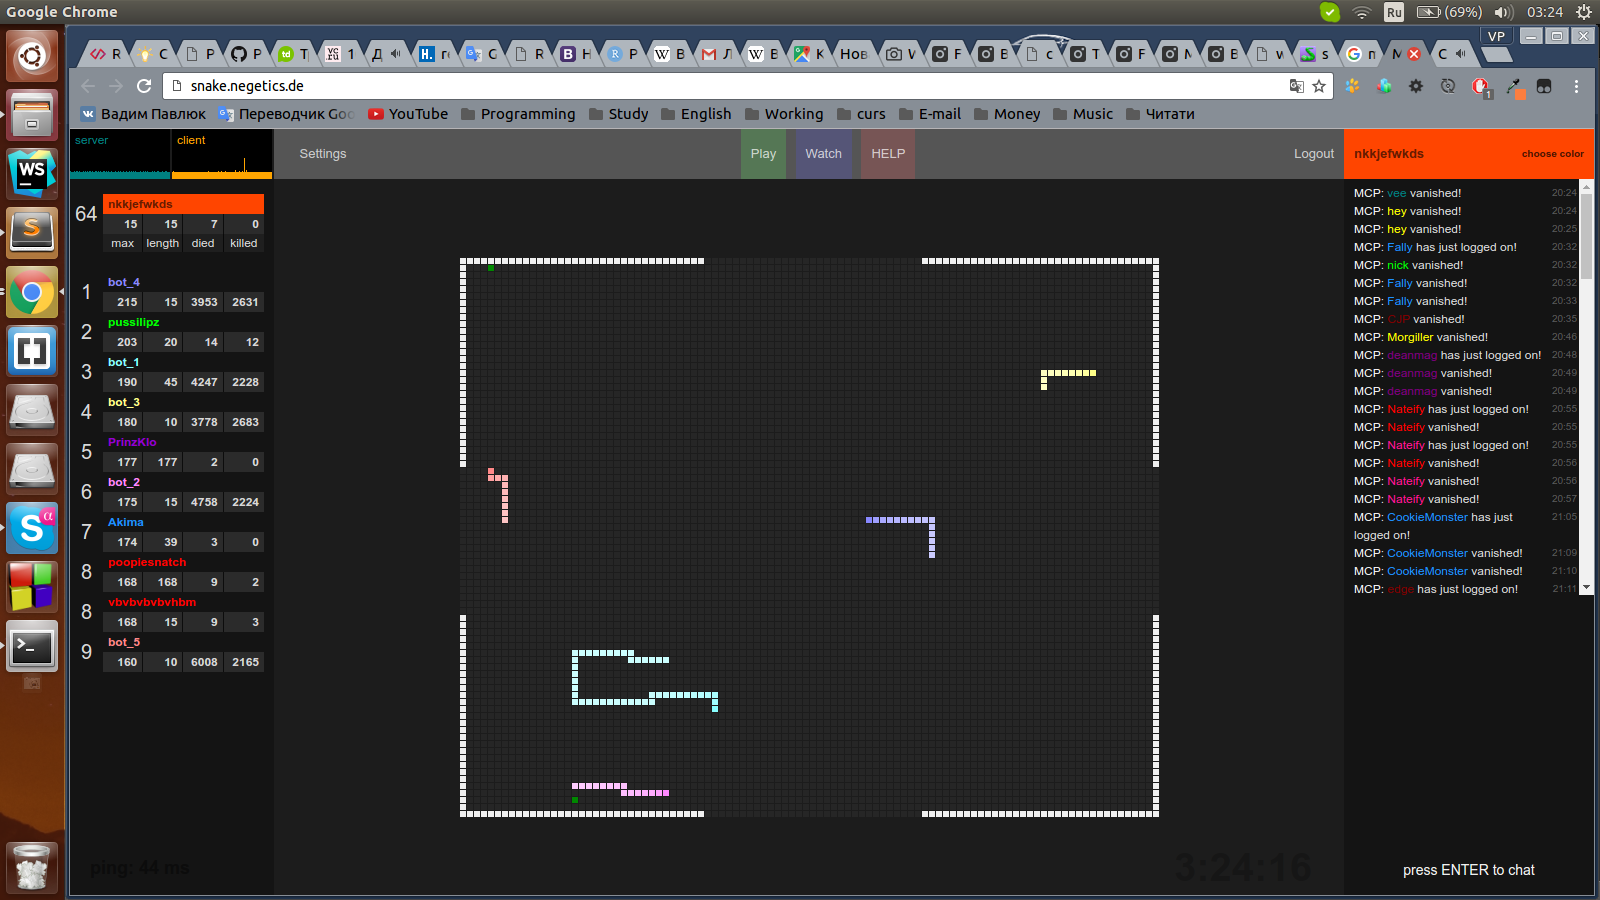 Google Chrome
Ru
(69%)
03:24
VP
R
C
P
P
T
1
Д
г
C
R
H
P
B
Л
B
K
Нов
W
F
B
c
T
F
N
B
w
s
п
M
C
snake.negetics.de
1
Вадим Павлюк
Переводчик Goo
YouTube
Programming
Study
English
Working
curs
E-mail
Money
Music
Читати
server
client
Settings
Play
Watch
HELP
Logout
nkkjefwkds
choose color
64
nkkjefwkds
15 15 7 0
max length died killed
1
bot_4
215 15 3953 2631
2
pussilipz
203 20 14 12
3
bot_1
190 45 4247 2228
4
bot_3
180 10 3778 2683
5
PrinzKlo
177 177 2 0
6
bot_2
175 15 4758 2224
7
Akima
174 39 3 0
8
poopiesnatch
168 168 9 2
8
vbvbvbvbvhbm
168 15 9 3
9
bot_5
160 10 6008 2165
ping: 44 ms
3:24:16
MCP: vee vanished! 20:24
MCP: hey vanished! 20:24
MCP: hey vanished! 20:25
MCP: Fally has just logged on! 20:32
MCP: nick vanished! 20:32
MCP: Fally vanished! 20:32
MCP: Fally vanished! 20:33
MCP: CJP vanished! 20:35
MCP: Morgiller vanished! 20:46
MCP: deanmag has just logged on! 20:48
MCP: deanmag vanished! 20:49
MCP: deanmag vanished! 20:49
MCP: Nateify has just logged on! 20:55
MCP: Nateify vanished! 20:55
MCP: Nateify has just logged on! 20:55
MCP: Nateify vanished! 20:56
MCP: Nateify vanished! 20:56
MCP: Nateify vanished! 20:57
MCP: CookieMonster has just 21:05
logged on!
MCP: CookieMonster vanished! 21:09
MCP: CookieMonster vanished! 21:10
MCP: edge has just logged on! 21:11
press ENTER to chat